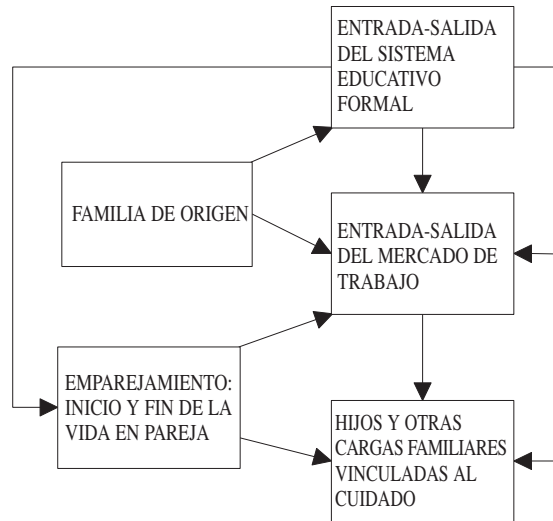 ENTRADA-SALIDA
DEL SISTEMA
EDUCATIVO
FORMAL
FAMILIA DE ORIGEN
ENTRADA-SALIDA
DEL MERCADO DE
TRABAJO
EMPAREJAMIENTO:
INICIO Y FIN DE LA
VIDA EN PAREJA
HIJOS Y OTRAS
CARGAS FAMILIARES
VINCULADAS AL
CUIDADO